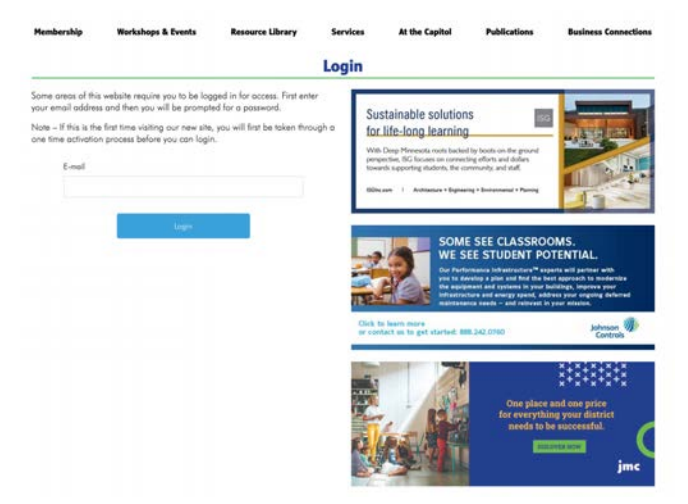 Membership Workshops & Events Resource Library Services At the Capitol Publications Business Connections
Login
Some areas of this website require you to be logged in for access. First enter
your email address and then you will be prompted for a password.
Note – If this is the first time visiting our new site, you will first be taken through a
one time activation process before you can login.
E-mail
Login
Sustainable solutions
for life-long learning
ISG
With Deep Minnesota roots backed by boots-on-the ground
perspective, ISG focuses on connecting efforts and dollars
towards supporting students, the community, and staff.
ISGInc.com | Architecture + Engineering + Environmental + Planning
SOME SEE CLASSROOMS.
WE SEE STUDENT POTENTIAL.
Our Performance Infrastructure™ experts will partner with
you to develop a plan and find the best approach to modernize
the equipment and systems in your buildings, improve your
infrastructure and energy spend, address your ongoing deferred
maintenance needs – and reinvest in your mission.
Click to learn more
or contact us to get started: 888.242.0760
Johnson
Controls
One place and one price
for everything your district
needs to be successful.
DISCOVER NOW
jmc